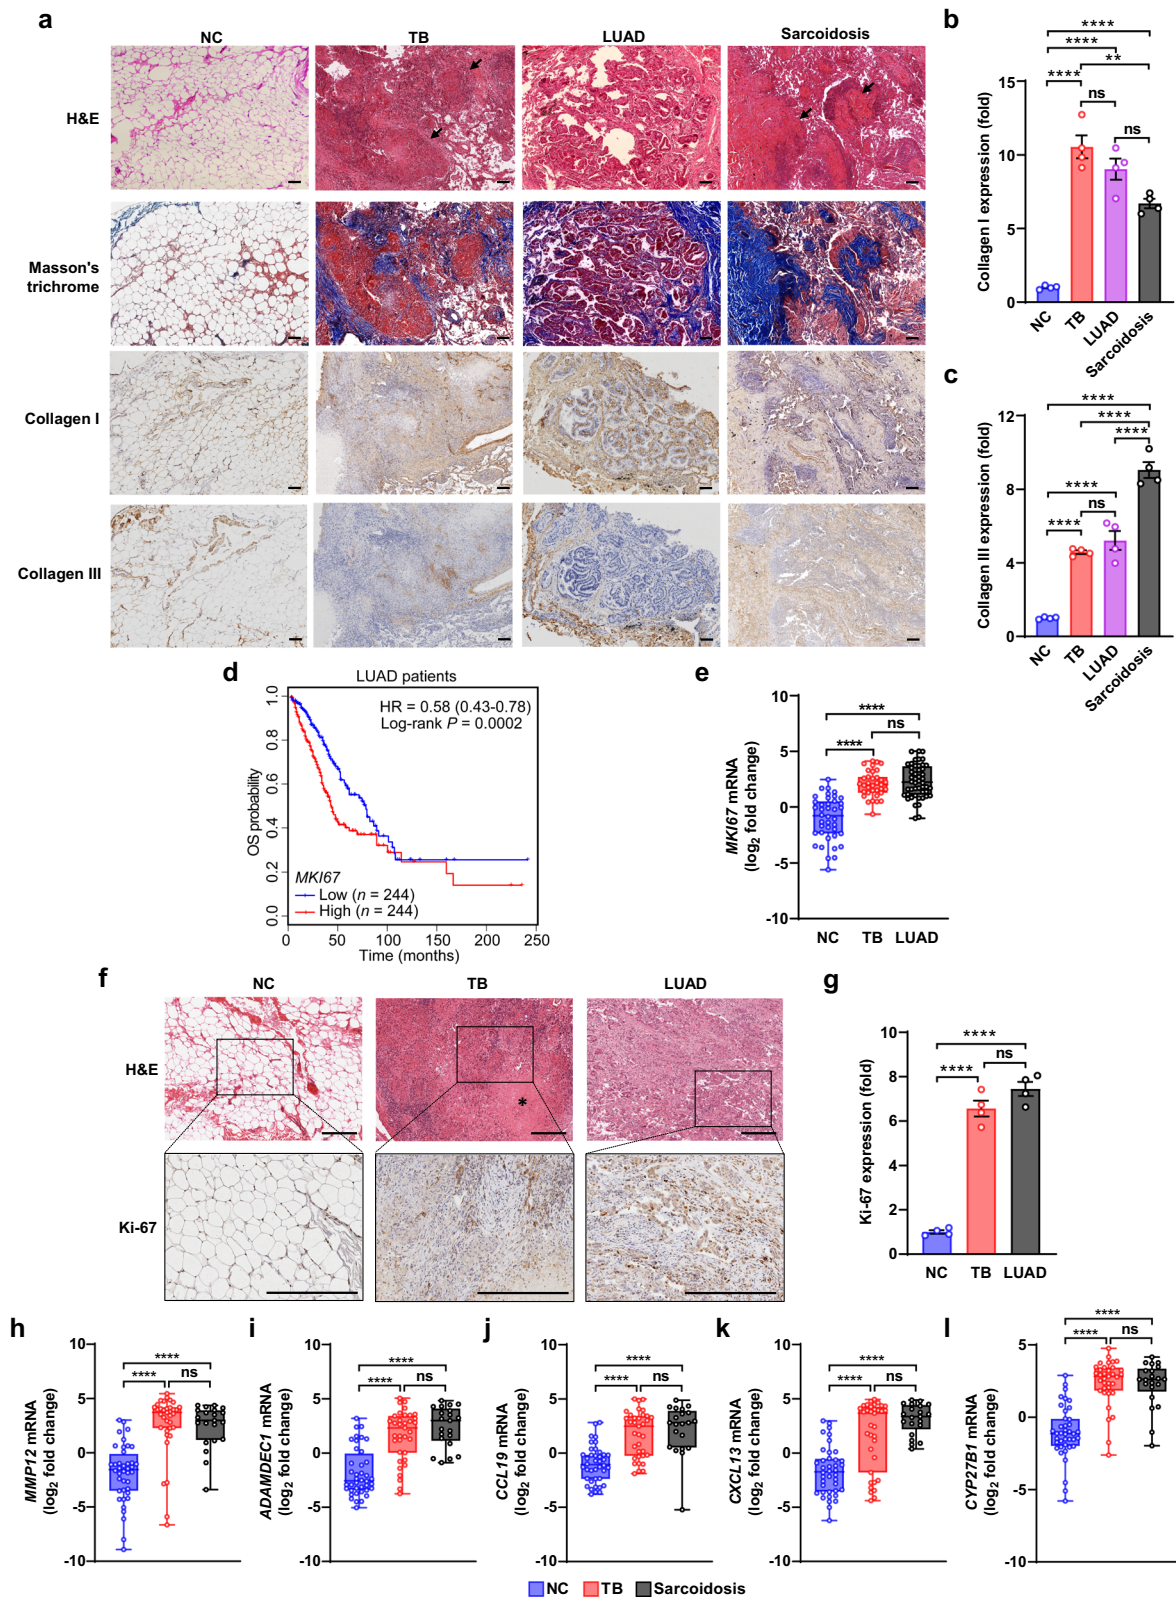 a
NC
TB
LUAD
Sarcoidosis
H&E
Masson's
trichrome
Collagen I
Collagen III
b
****
****
**
****
ns
ns
Collagen I expression (fold)
15
10
5
0
NC
TB
LUAD
Sarcoidosis
c
****
****
****
****
ns
****
Collagen III expression (fold)
12
8
4
0
NC
TB
LUAD
Sarcoidosis
d
LUAD patients
HR = 0.58 (0.43-0.78)
Log-rank P = 0.0002
OS probability
1.0
0.8
0.6
0.4
0.2
0.0
MKI67
Low (n = 244)
High (n = 244)
0 50 100 150 200 250
Time (months)
e
****
ns
****
MKI67 mRNA
(log2 fold change)
10
5
0
-5
-10
NC TB LUAD
f
NC
TB
LUAD
H&E
*
Ki-67
g
****
ns
****
Ki-67 expression (fold)
10
8
6
4
2
0
NC TB LUAD
h
****
**** ns
MMP12 mRNA
(log2 fold change)
10
5
0
-5
-10
i
****
**** ns
ADAMDEC1 mRNA
(log2 fold change)
10
5
0
-5
-10
j
****
**** ns
CCL19 mRNA
(log2 fold change)
10
5
0
-5
-10
k
****
**** ns
CXCL13 mRNA
(log2 fold change)
10
5
0
-5
-10
l
****
**** ns
CYP27B1 mRNA
(log2 fold change)
5
0
-5
-10
NC TB Sarcoidosis